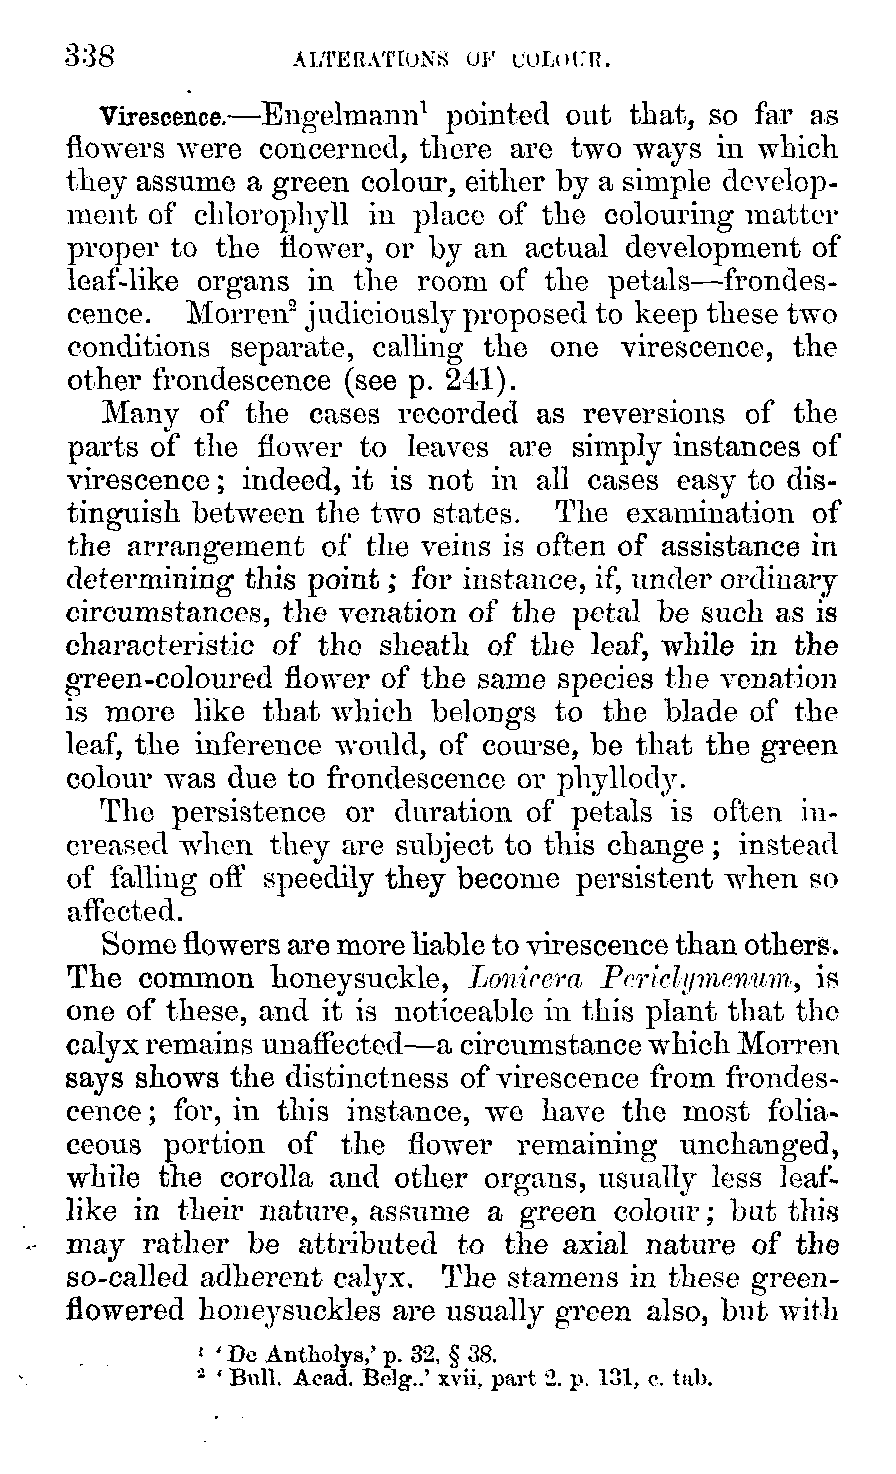 338 ALTERATIONS OF COLOUR.
Virescence.—Engelmann¹ pointed out that, so far as
flowers were concerned, there are two ways in which
they assume a green colour, either by a simple develop-
ment of chlorophyll in place of the colouring matter
proper to the flower, or by an actual development of
leaf-like organs in the room of the petals—frondes-
cence. Morren² judiciously proposed to keep these two
conditions separate, calling the one virescence, the
other frondescence (see p. 241).
Many of the cases recorded as reversions of the
parts of the flower to leaves are simply instances of
virescence; indeed, it is not in all cases easy to dis-
tinguish between the two states. The examination of
the arrangement of the veins is often of assistance in
determining this point; for instance, if, under ordinary
circumstances, the venation of the petal be such as is
characteristic of the sheath of the leaf, while in the
green-coloured flower of the same species the venation
is more like that which belongs to the blade of the
leaf, the inference would, of course, be that the green
colour was due to frondescence or phyllody.
The persistence or duration of petals is often in-
creased when they are subject to this change; instead
of falling off speedily they become persistent when so
affected.
Some flowers are more liable to virescence than others.
The common honeysuckle, Lonicera Periclymenum, is
one of these, and it is noticeable in this plant that the
calyx remains unaffected—a circumstance which Morren
says shows the distinctness of virescence from frondes-
cence; for, in this instance, we have the most folia-
ceous portion of the flower remaining unchanged,
while the corolla and other organs, usually less leaf-
like in their nature, assume a green colour; but this
may rather be attributed to the axial nature of the
so-called adherent calyx. The stamens in these green-
flowered honeysuckles are usually green also, but with
¹ 'De Antholys,' p. 32, § 38.
² 'Bull. Acad. Belg..' xvii, part 2. p. 131, c. tab.